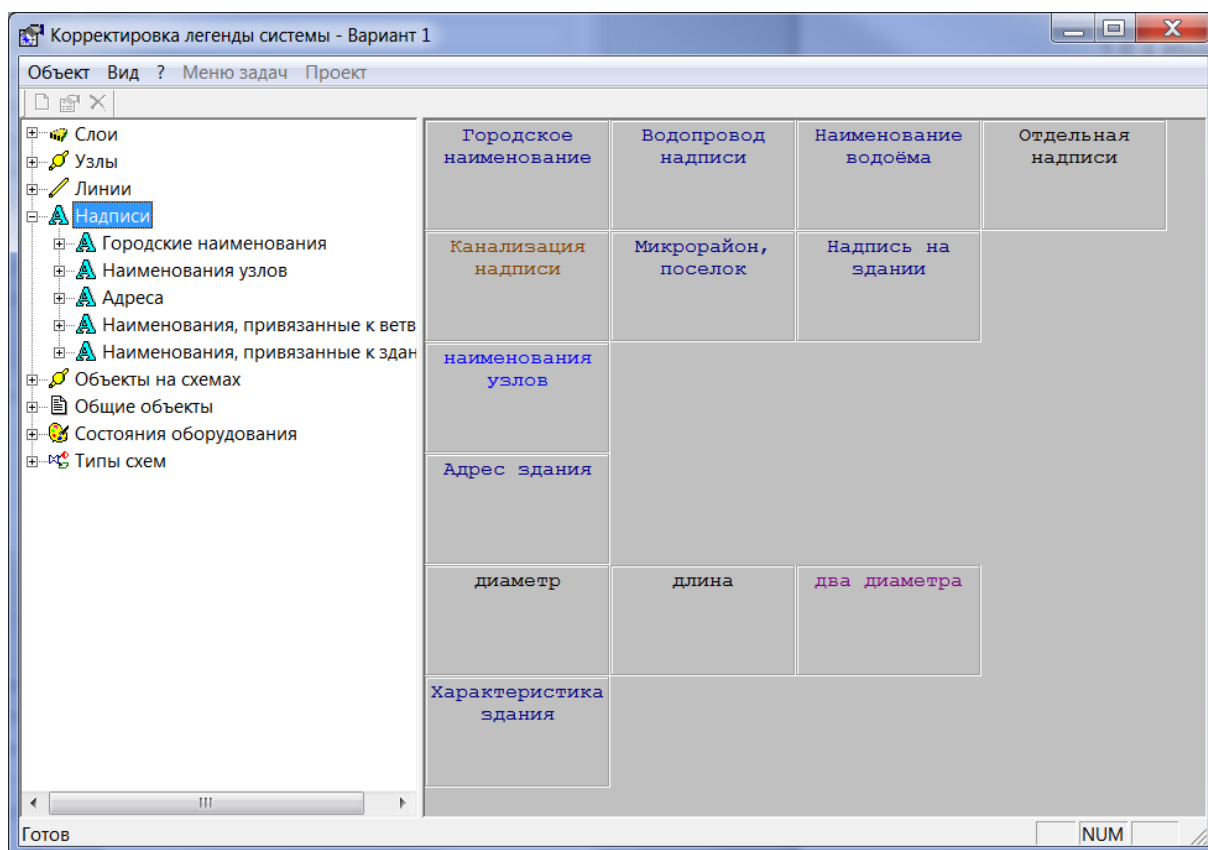 Корректировка легенды системы - Вариант 1
Объект Вид ? Меню задач Проект
Слои
Узлы
Линии
Надписи
Городские наименования
Наименования узлов
Адреса
Наименования, привязанные к ветв
Наименования, привязанные к здан
Объекты на схемах
Общие объекты
Состояния оборудования
Типы схем
Городское наименование
Водопровод надписи
Наименование водоёма
Отдельная надписи
Канализация надписи
Микрорайон, поселок
Надпись на здании
наименования узлов
Адрес здания
диаметр
длина
два диаметра
Характеристика здания
Готов
NUM